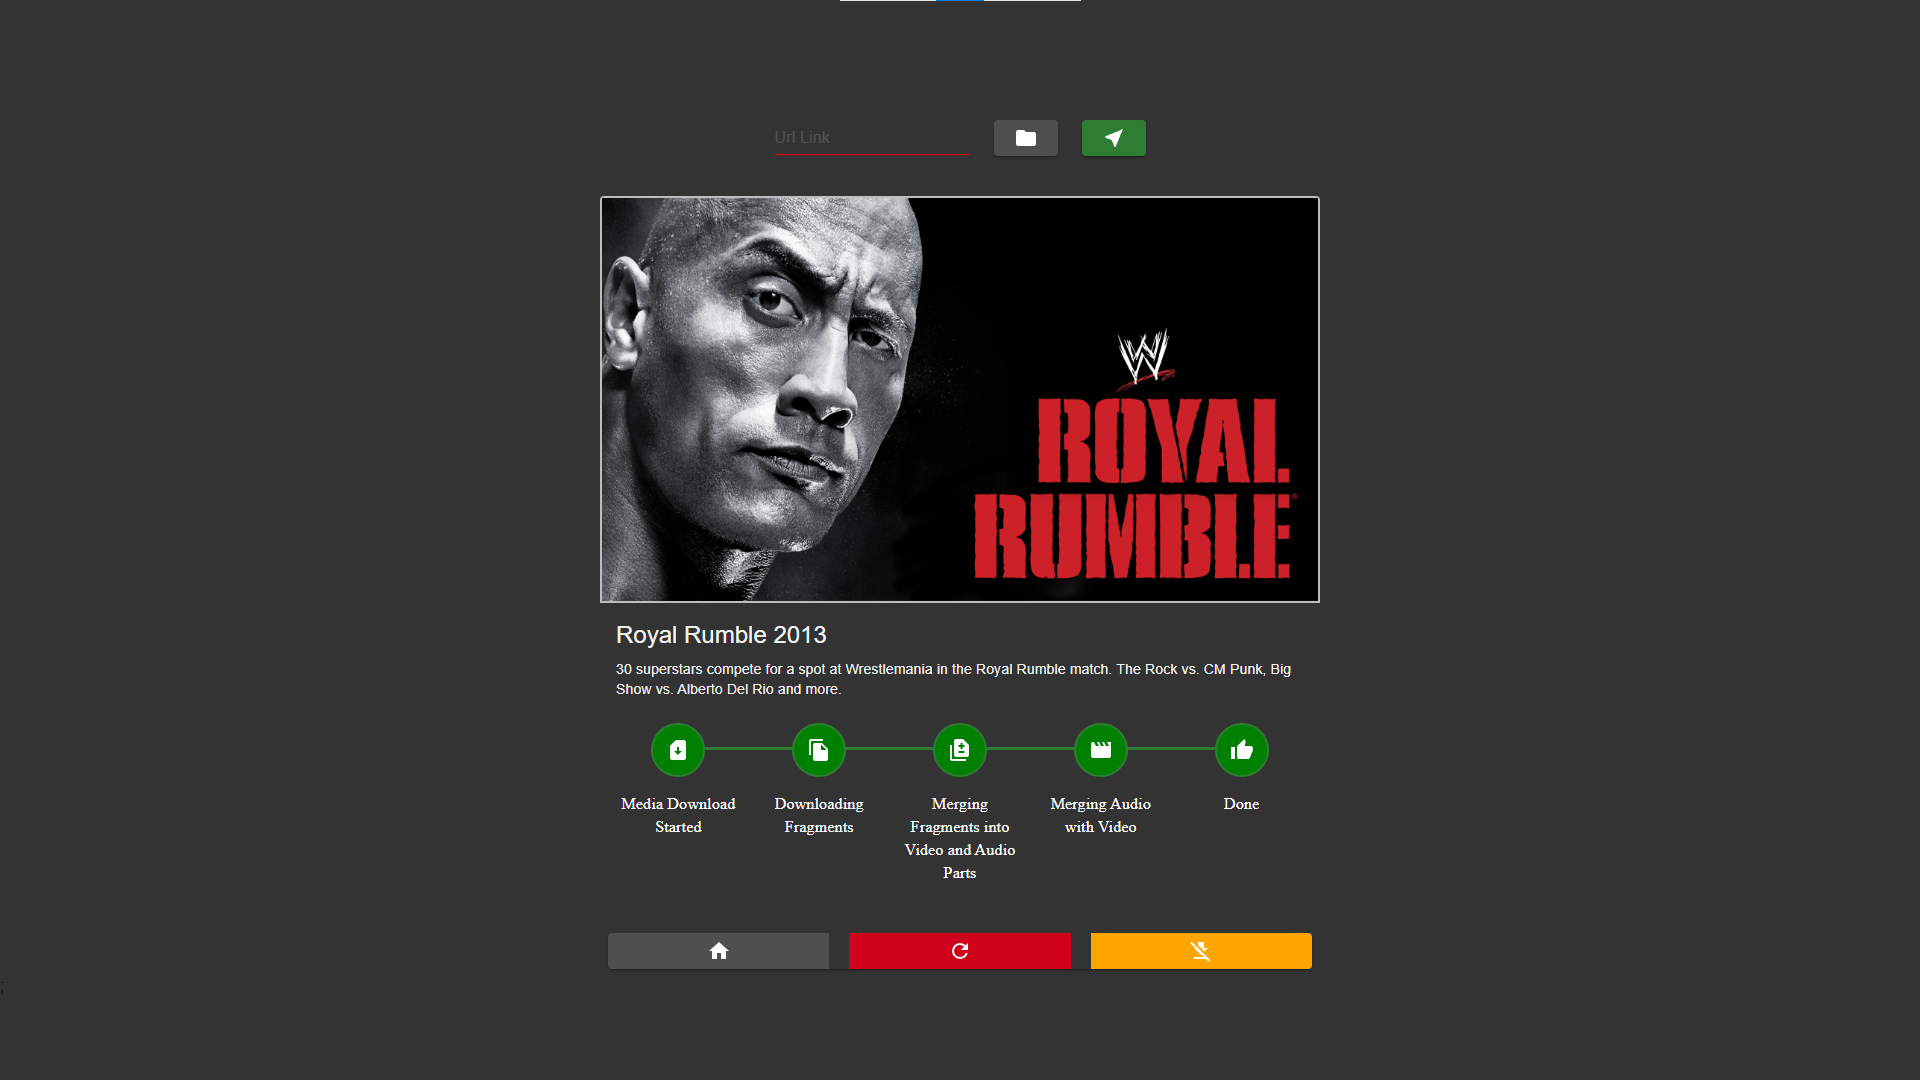 Url Link
W
ROYAL
RUMBLE
Royal Rumble 2013
30 superstars compete for a spot at Wrestlemania in the Royal Rumble match. The Rock vs. CM Punk, Big
Show vs. Alberto Del Rio and more.
Media Download
Started
Downloading
Fragments
Merging
Fragments into
Video and Audio
Parts
Merging Audio
with Video
Done
;